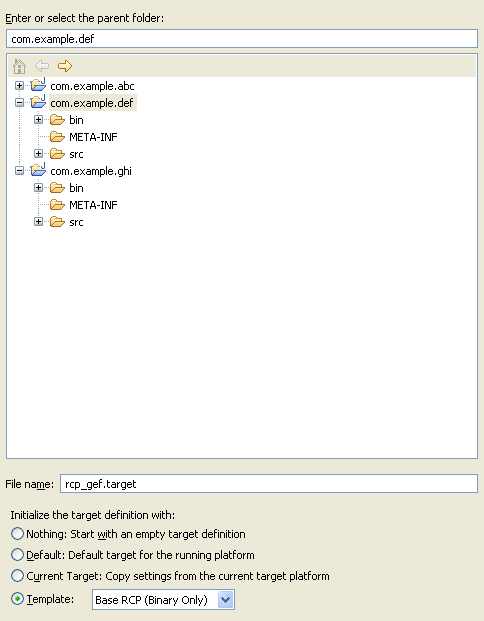 Enter or select the parent folder:
com.example.def
com.example.abc
com.example.def
bin
META-INF
src
com.example.ghi
bin
META-INF
src
File name: rcp_gef.target
Initialize the target definition with:
Nothing: Start with an empty target definition
Default: Default target for the running platform
Current Target: Copy settings from the current target platform
Template: Base RCP (Binary Only)